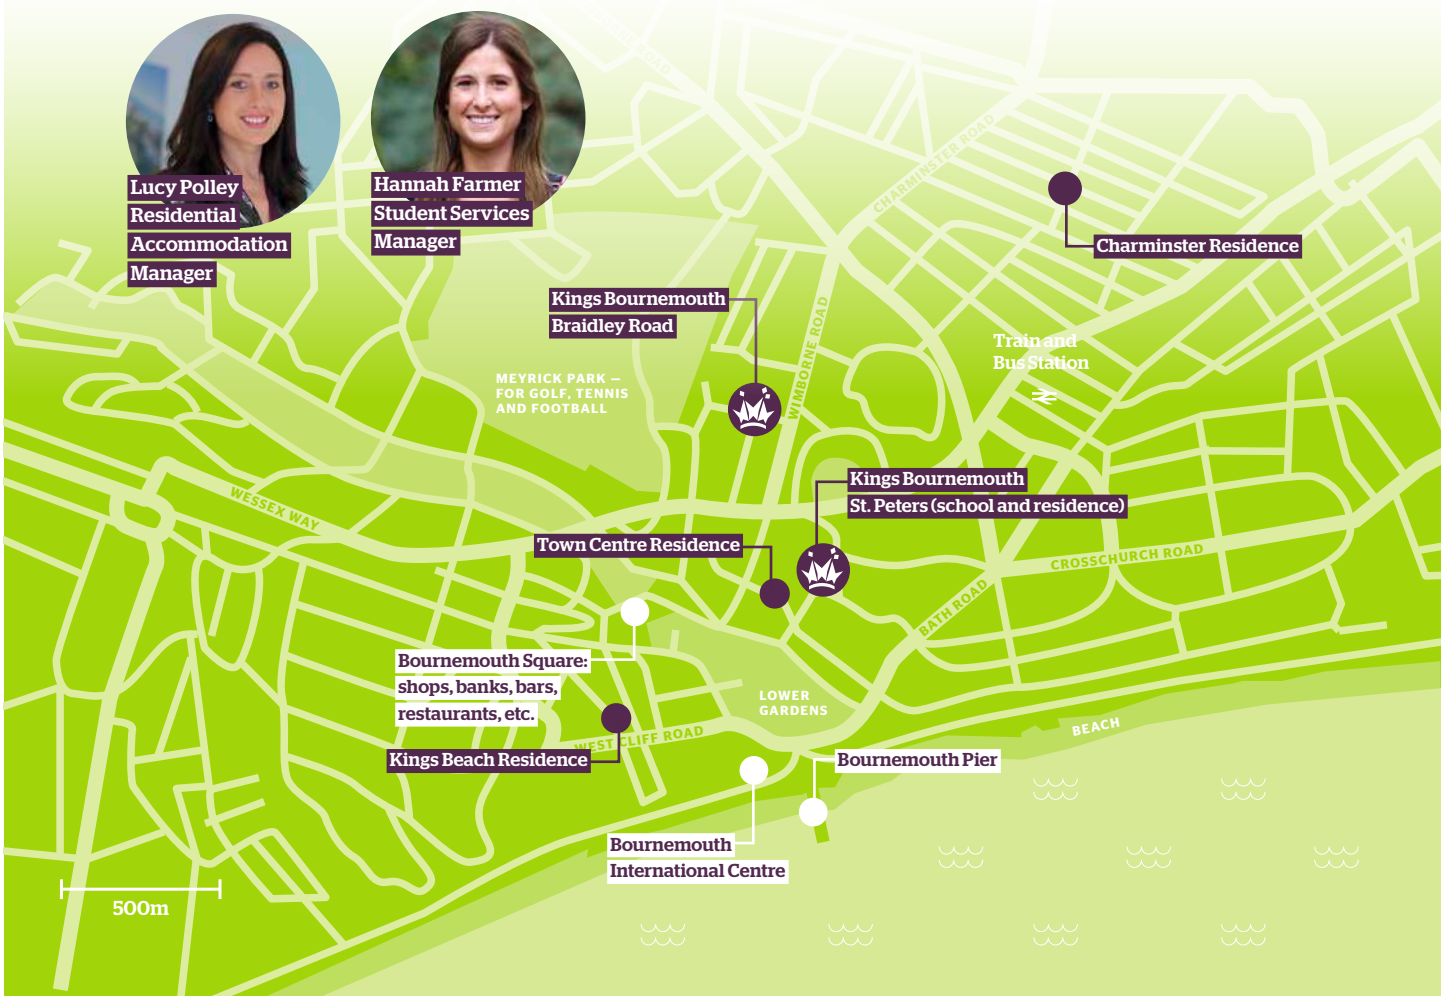 Lucy Polley
Residential
Accommodation
Manager
Hannah Farmer
Student Services
Manager
CHARMINSTER ROAD
Charminster Residence
Kings Bournemouth
Braidley Road
WIMBORNE ROAD
Train and
Bus Station
MEYRICK PARK –
FOR GOLF, TENNIS
AND FOOTBALL
Kings Bournemouth
St. Peters (school and residence)
WESSEX WAY
Town Centre Residence
CROSSCHURCH ROAD
BATH ROAD
Bournemouth Square:
shops, banks, bars,
restaurants, etc.
LOWER
GARDENS
BEACH
WEST CLIFF ROAD
Kings Beach Residence
Bournemouth Pier
Bournemouth
International Centre
500m